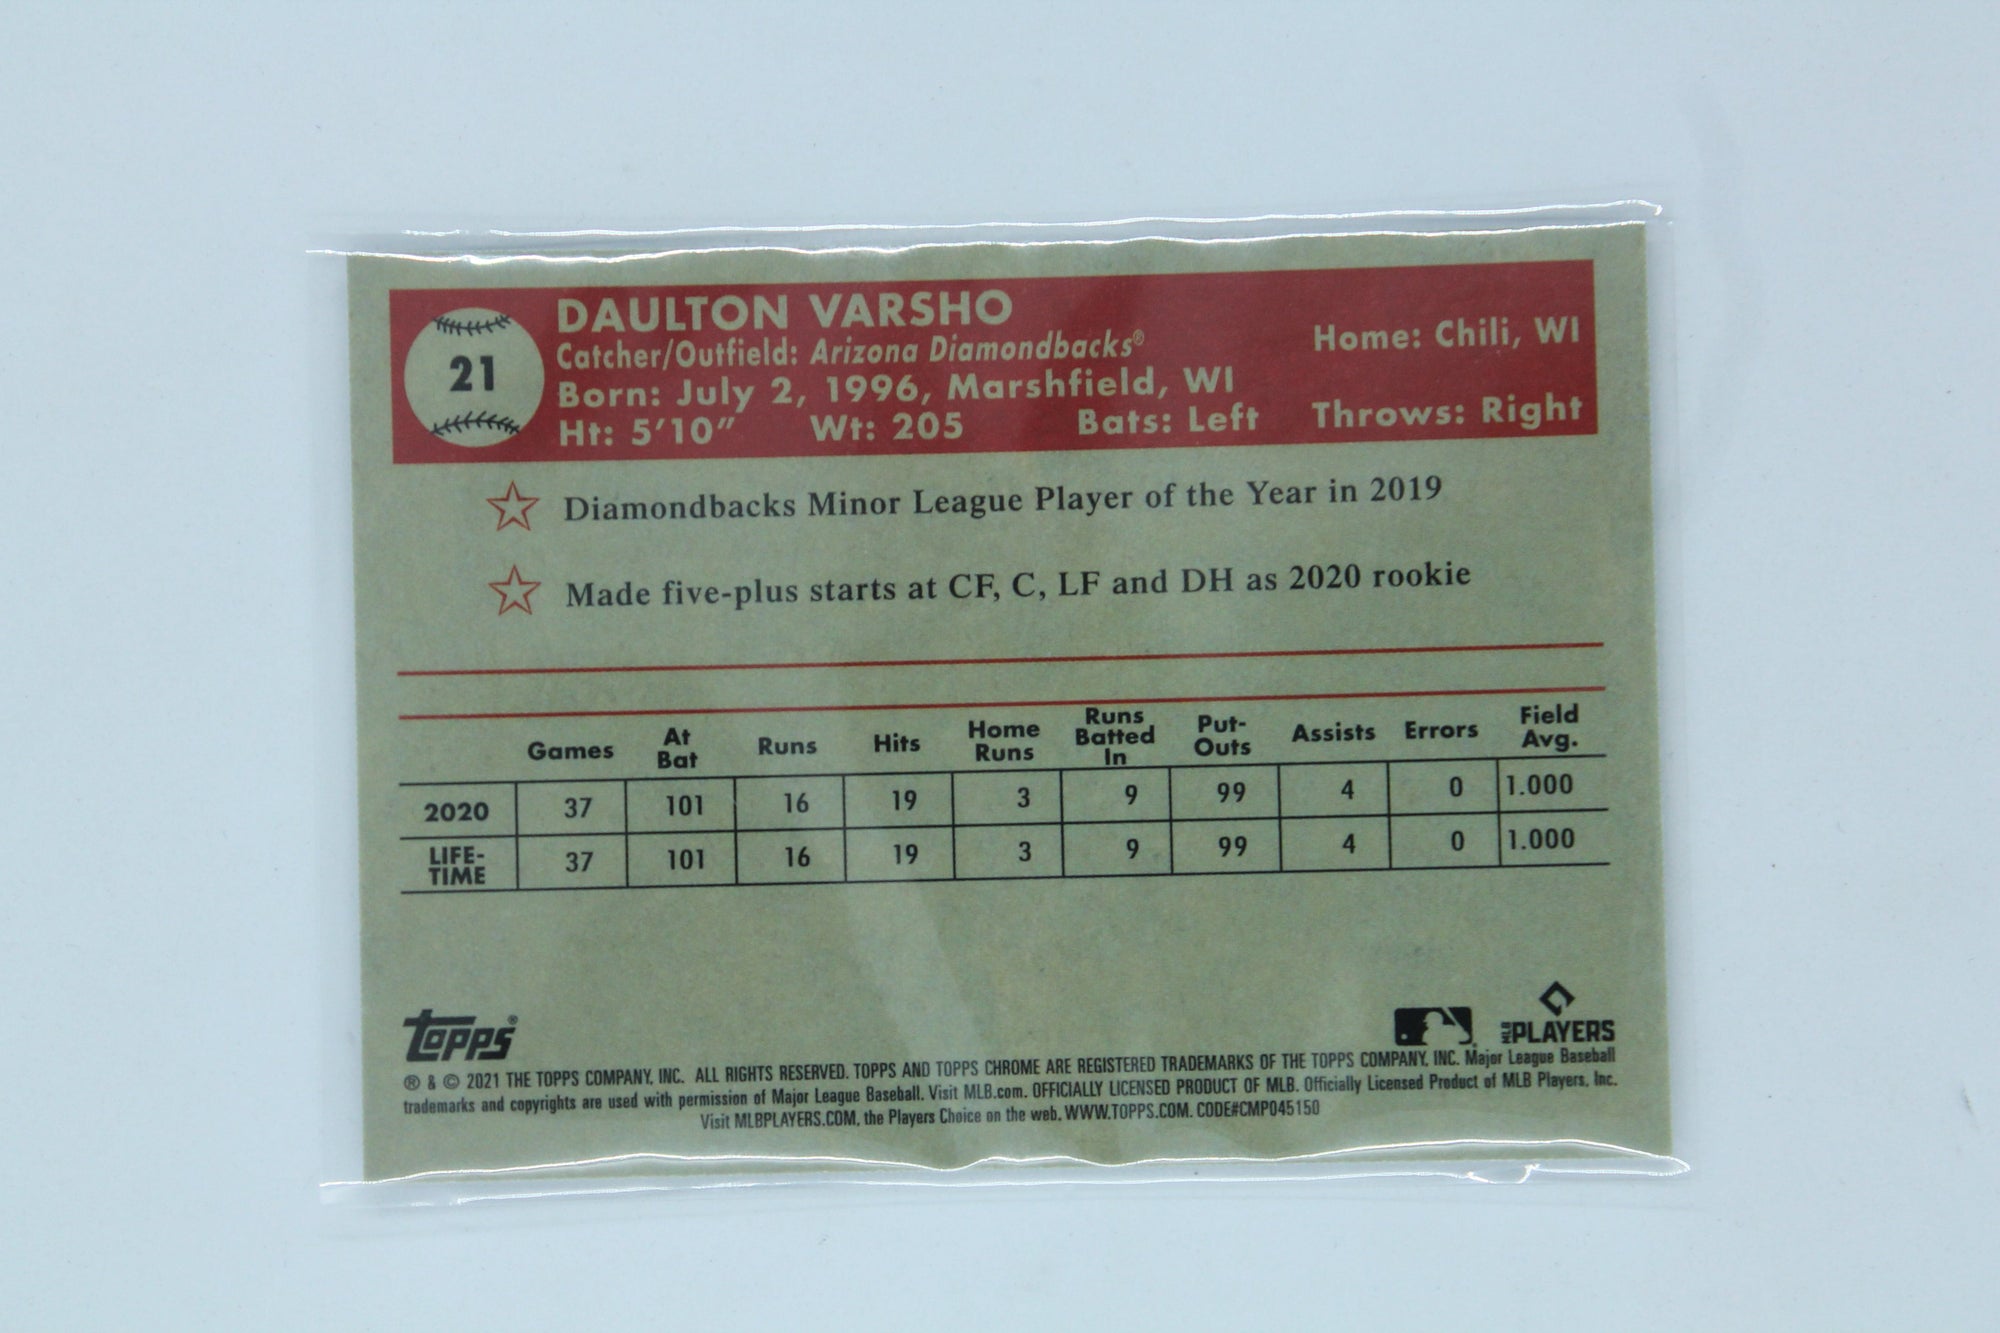 21
DAULTON VARSHO
Catcher/Outfield: Arizona Diamondbacks®
Home: Chili, WI
Born: July 2, 1996, Marshfield, WI
Ht: 5'10" Wt: 205 Bats: Left Throws: Right
Diamondbacks Minor League Player of the Year in 2019
Made five-plus starts at CF, C, LF and DH as 2020 rookie
Games At Bat Runs Hits Home Runs Runs Batted In Put-Outs Assists Errors Field Avg.
2020 37 101 16 19 3 9 99 4 0 1.000
LIFE-TIME 37 101 16 19 3 9 99 4 0 1.000
Topps®
MLB PLAYERS
® & © 2021 THE TOPPS COMPANY, INC. ALL RIGHTS RESERVED. TOPPS AND TOPPS CHROME ARE REGISTERED TRADEMARKS OF THE TOPPS COMPANY, INC. Major League Baseball
trademarks and copyrights are used with permission of Major League Baseball. Visit MLB.com. OFFICIALLY LICENSED PRODUCT OF MLB. Officially Licensed Product of MLB Players, Inc.
Visit MLBPLAYERS.COM, the Players Choice on the web. WWW.TOPPS.COM. CODE#CMP045150